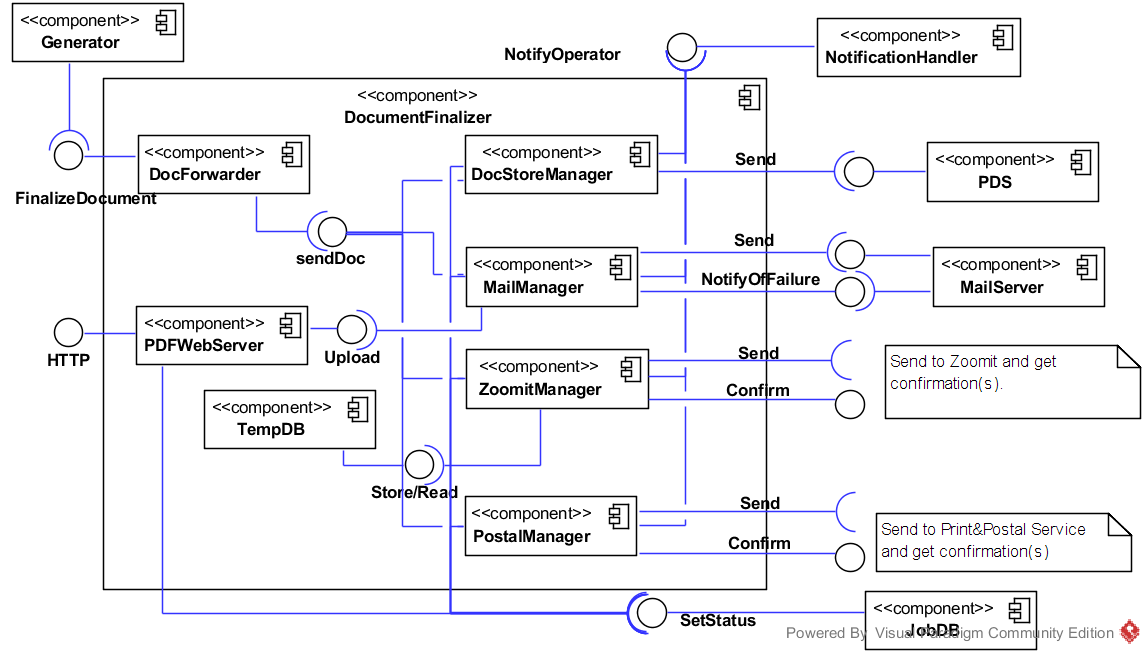 <<component>>
Generator
NotifyOperator
<<component>>
NotificationHandler
<<component>>
DocumentFinalizer
<<component>>
DocForwarder
<<component>>
DocStoreManager
Send
<<component>>
PDS
FinalizeDocument
sendDoc
<<component>>
MailManager
Send
NotifyOfFailure
<<component>>
MailServer
HTTP
<<component>>
PDFWebServer
Upload
<<component>>
ZoomitManager
Send
Confirm
Send to Zoomit and get
confirmation(s).
<<component>>
TempDB
Store/Read
<<component>>
PostalManager
Send
Confirm
Send to Print&Postal Service
and get confirmation(s)
SetStatus
<<component>>
JobDB
Powered By Visual Paradigm Community Edition